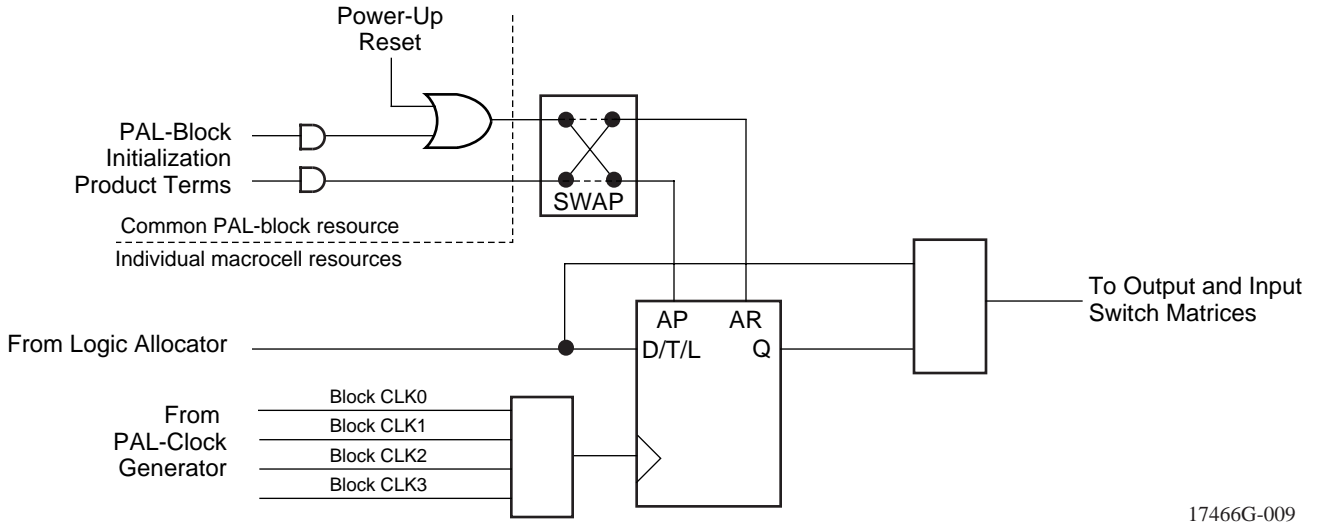 Power-Up
Reset
PAL-Block
Initialization
Product Terms
SWAP
Common PAL-block resource
Individual macrocell resources
To Output and Input
Switch Matrices
AP AR
From Logic Allocator
D/T/L Q
From
PAL-Clock
Generator
Block CLK0
Block CLK1
Block CLK2
Block CLK3
17466G-009